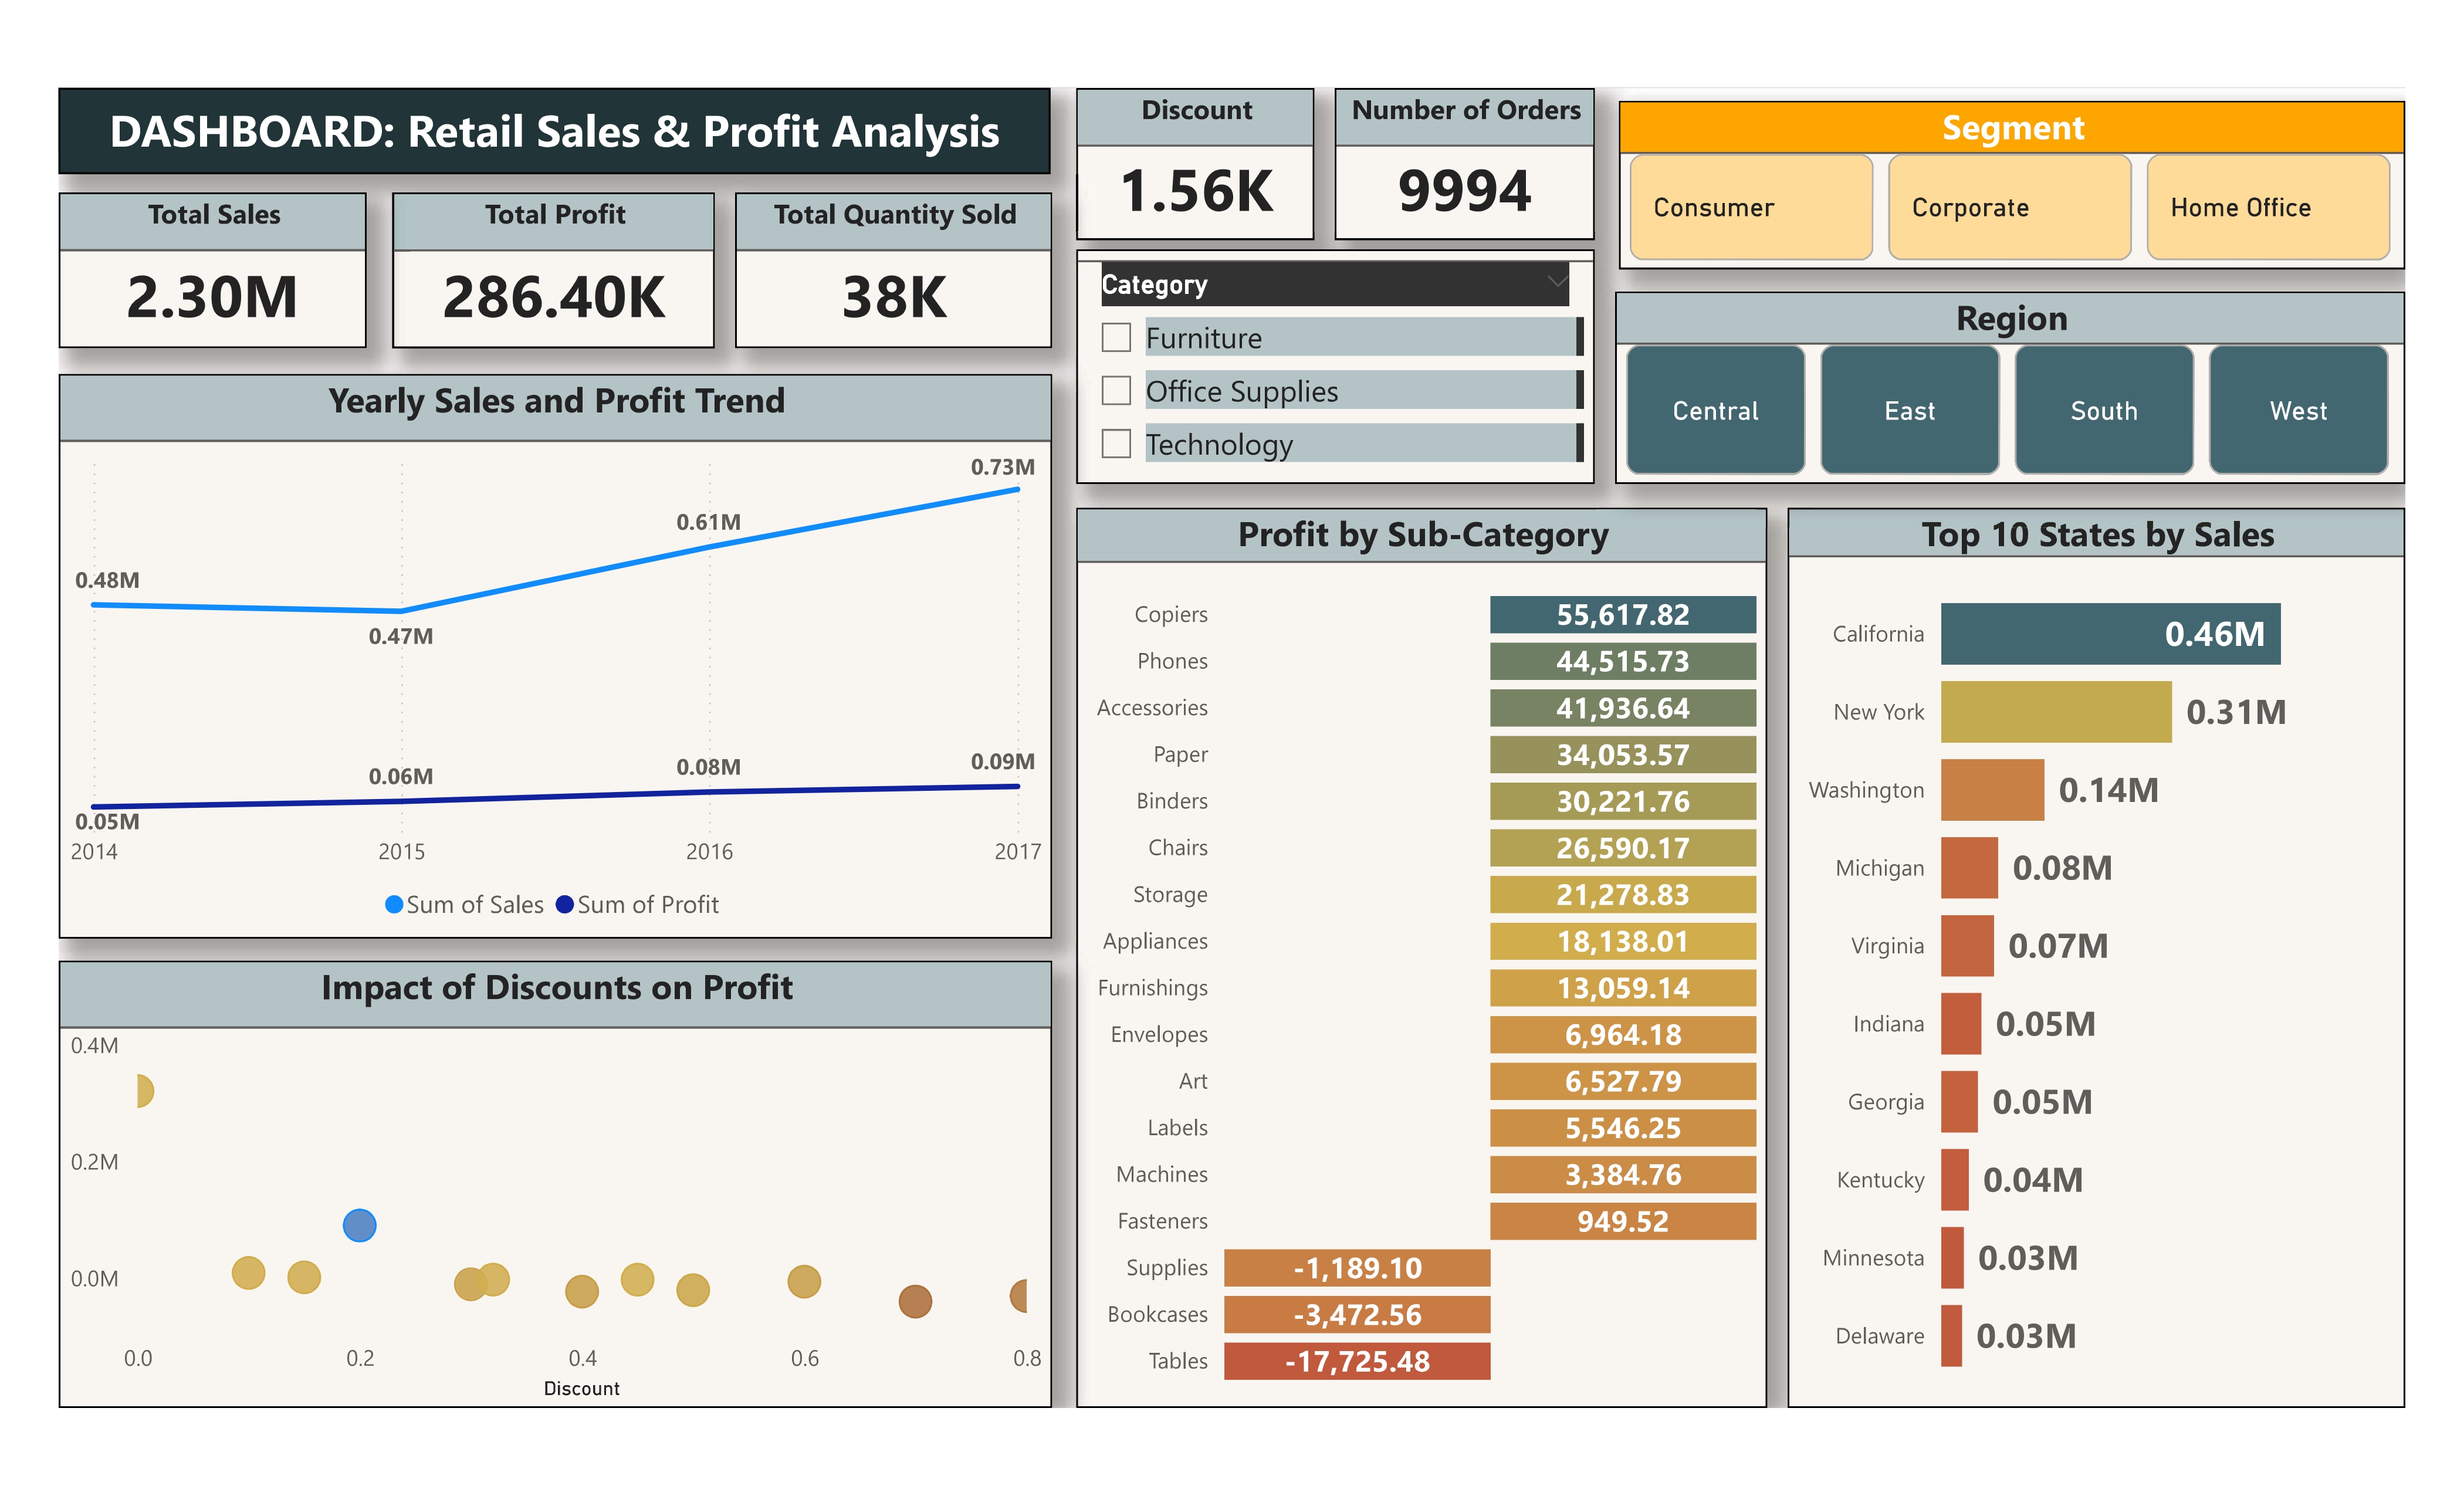 DASHBOARD: Retail Sales & Profit Analysis
Total Sales
2.30M
Total Profit
286.40K
Total Quantity Sold
38K
Discount
1.56K
Number of Orders
9994
Segment
Consumer
Corporate
Home Office
Category
Furniture
Office Supplies
Technology
Region
Central
East
South
West
Yearly Sales and Profit Trend
0.48M
0.47M
0.61M
0.73M
0.05M
0.06M
0.08M
0.09M
2014
2015
2016
2017
Sum of Sales
Sum of Profit
Impact of Discounts on Profit
0.4M
0.2M
0.0M
0.0
0.2
0.4
0.6
0.8
Discount
Profit by Sub-Category
Copiers 55,617.82
Phones 44,515.73
Accessories 41,936.64
Paper 34,053.57
Binders 30,221.76
Chairs 26,590.17
Storage 21,278.83
Appliances 18,138.01
Furnishings 13,059.14
Envelopes 6,964.18
Art 6,527.79
Labels 5,546.25
Machines 3,384.76
Fasteners 949.52
Supplies -1,189.10
Bookcases -3,472.56
Tables -17,725.48
Top 10 States by Sales
California 0.46M
New York 0.31M
Washington 0.14M
Michigan 0.08M
Virginia 0.07M
Indiana 0.05M
Georgia 0.05M
Kentucky 0.04M
Minnesota 0.03M
Delaware 0.03M